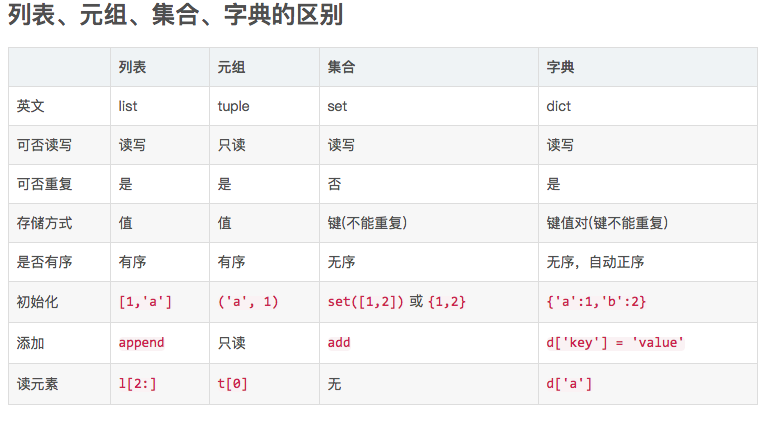 列表、元组、集合、字典的区别
列表 元组 集合 字典
英文 list tuple set dict
可否读写 读写 只读 读写 读写
可否重复 是 是 否 是
存储方式 值 值 键(不能重复) 键值对(键不能重复)
是否有序 有序 有序 无序 无序，自动正序
初始化 [1,'a'] ('a', 1) set([1,2]) 或 {1,2} {'a':1,'b':2}
添加 append 只读 add d['key'] = 'value'
读元素 l[2:] t[0] 无 d['a']